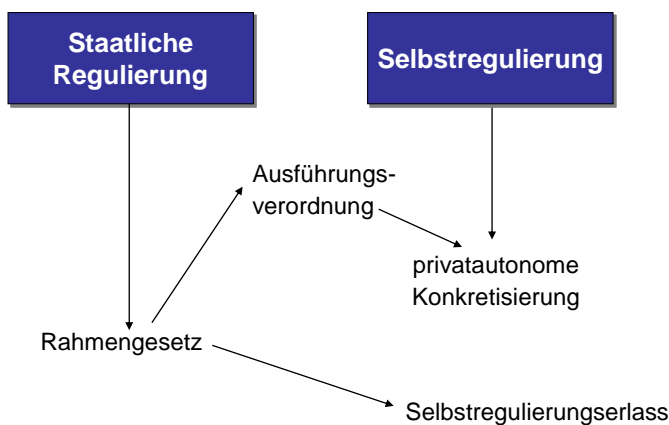 Staatliche
Regulierung
Selbstregulierung
Ausführungs-
verordnung
privatautonome
Konkretisierung
Rahmengesetz
Selbstregulierungserlass